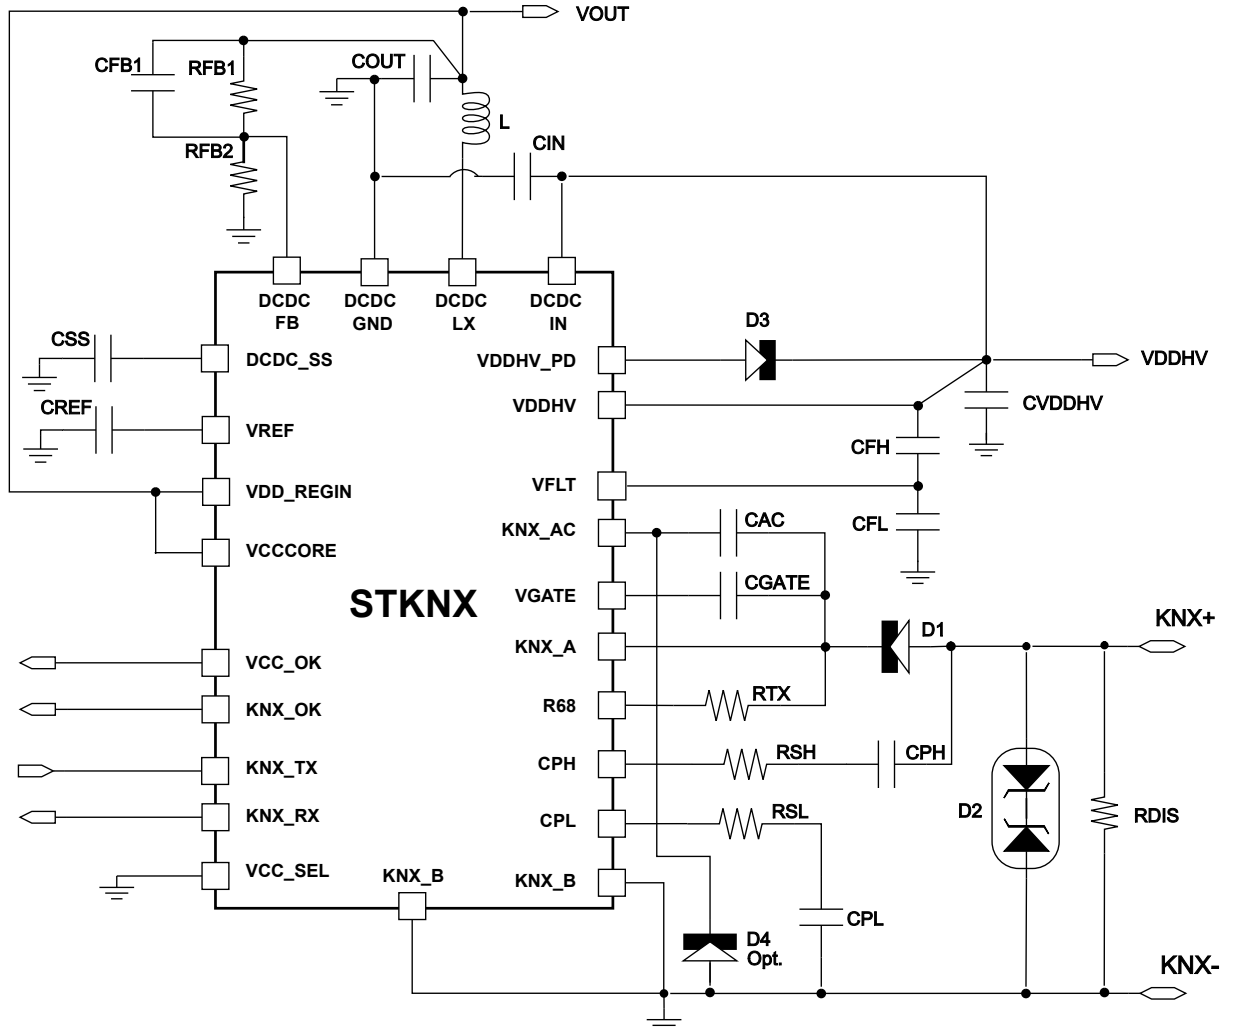 VOUT
CFB1
RFB1
COUT
L
CIN
RFB2
DCDC
FB
DCDC
GND
DCDC
LX
DCDC
IN
CSS
DCDC_SS
CREF
VREF
VDD_REGIN
VCCCORE
STKNX
VCC_OK
KNX_OK
KNX_TX
KNX_RX
VCC_SEL
KNX_B
VDDHV_PD
D3
VDDHV
CVDDHV
VDDHV
CFH
VFLT
CFL
KNX_AC
CAC
VGATE
CGATE
KNX_A
D1
KNX+
R68
RTX
CPH
RSH
CPH
CPL
RSL
D2
RDIS
KNX_B
CPL
D4
Opt.
KNX-